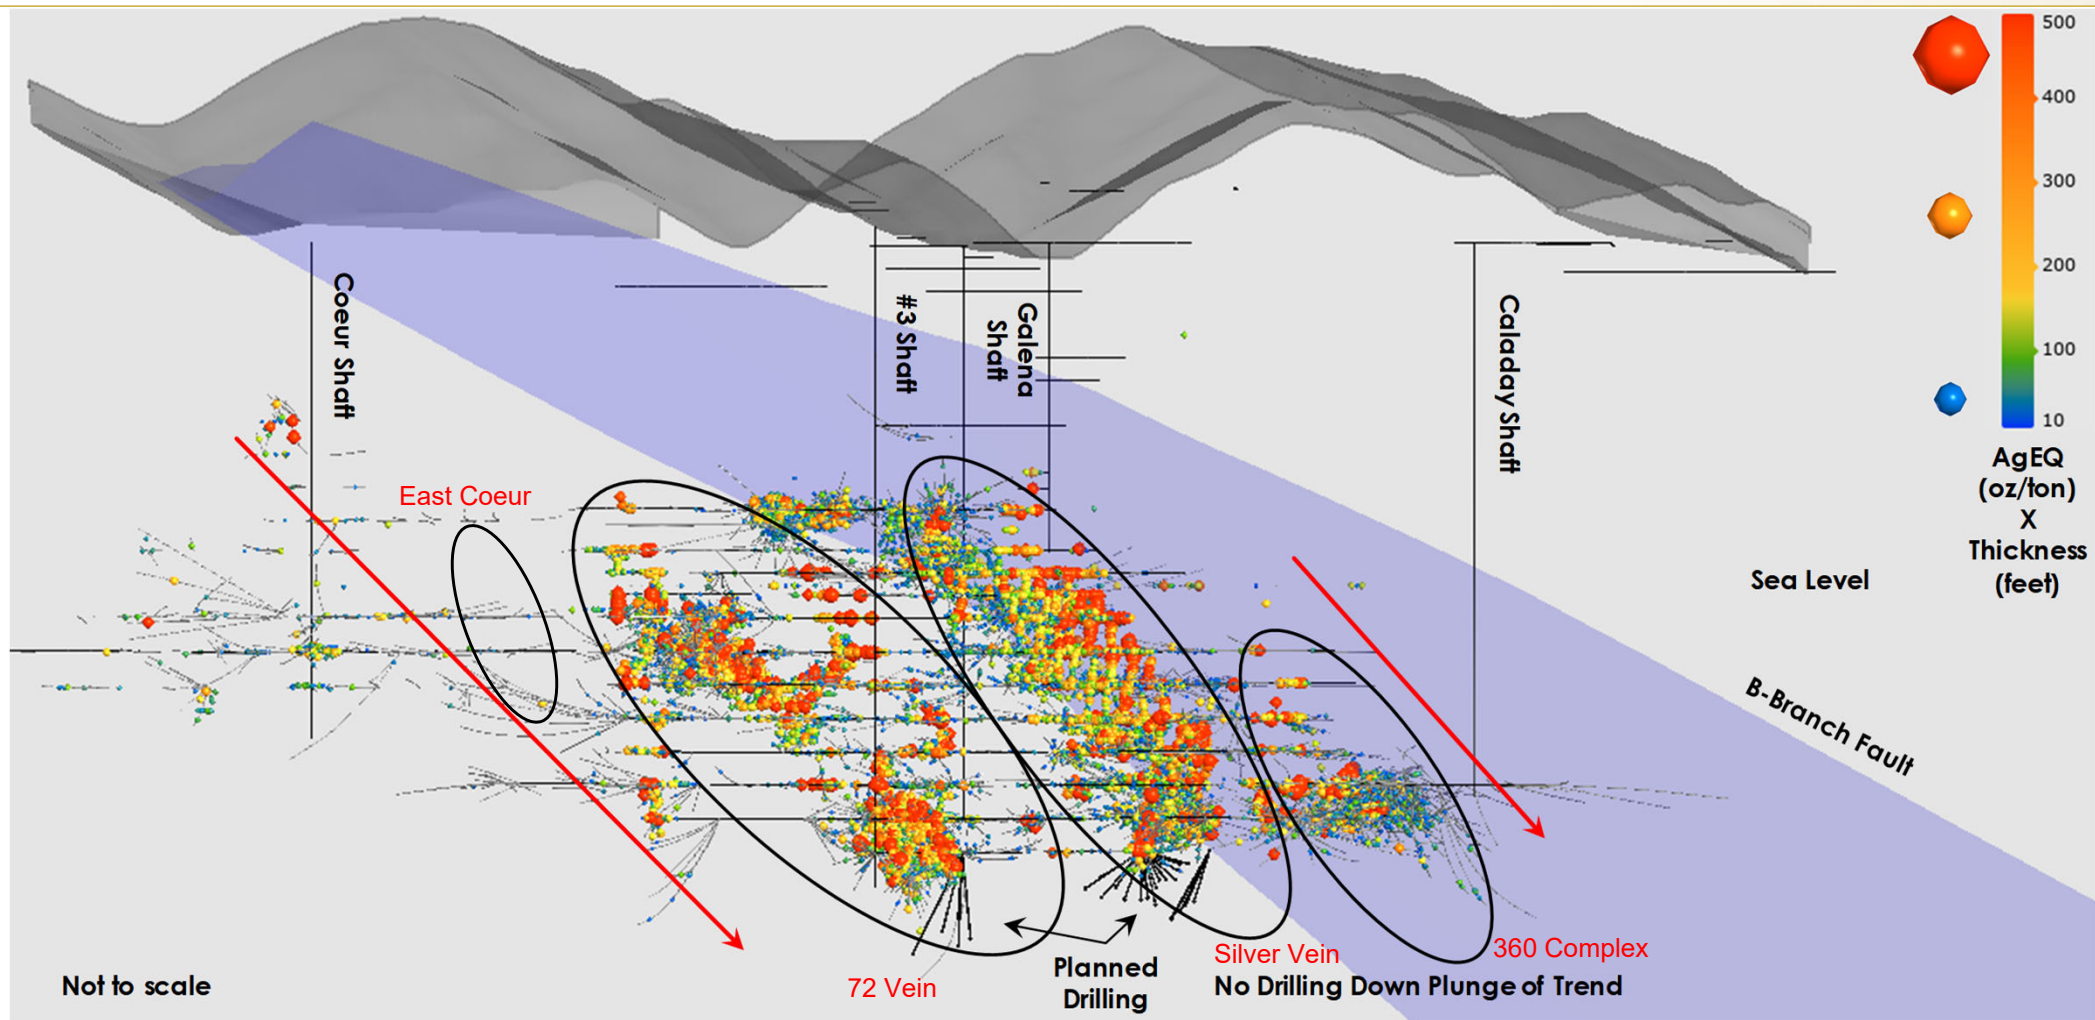 500
400
300
200
100
10
AgEQ
(oz/ton)
X
Thickness
(feet)
Coeur Shaft
#3 Shaft
Galena
Shaft
Caladay Shaft
East Coeur
Sea Level
B-Branch Fault
Silver Vein
360 Complex
72 Vein
Planned
Drilling
No Drilling Down Plunge of Trend
Not to scale